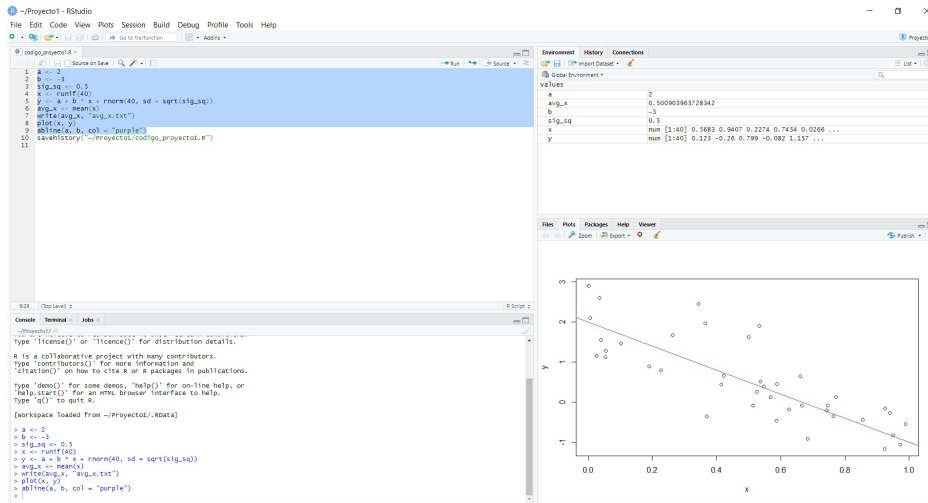 ~/Proyecto1 - RStudio
File Edit Code View Plots Session Build Debug Profile Tools Help
Go to file/function Addins
Proyecto
codigo_proyecto1.R
Source on Save Run Source
1 a <- 2
2 b <- -3
3 sig_sq <- 0.5
4 x <- runif(40)
5 y <- a + b * x + rnorm(40, sd = sqrt(sig_sq))
6 avg_x <- mean(x)
7 write(avg_x, "avg_x.txt")
8 plot(x, y)
9 abline(a, b, col = "purple")
10 savehistory("~/Proyecto1/codigo_proyecto1.R")
11
9:29 (Top Level) R Script
Console Terminal Jobs
~/Proyecto1/
Type 'license()' or 'licence()' for distribution details.
R is a collaborative project with many contributors.
Type 'contributors()' for more information and
'citation()' on how to cite R or R packages in publications.
Type 'demo()' for some demos, 'help()' for on-line help, or
'help.start()' for an HTML browser interface to help.
Type 'q()' to quit R.
[Workspace loaded from ~/Proyecto1/.RData]
> a <- 2
> b <- -3
> sig_sq <- 0.5
> x <- runif(40)
> y <- a + b * x + rnorm(40, sd = sqrt(sig_sq))
> avg_x <- mean(x)
> write(avg_x, "avg_x.txt")
> plot(x, y)
> abline(a, b, col = "purple")
>
Environment History Connections
Import Dataset List
Global Environment
Values
a 2
avg_x 0.500903963728342
b -3
sig_sq 0.5
x num [1:40] 0.5683 0.9407 0.2274 0.7454 0.0266 ...
y num [1:40] 0.123 -0.26 0.799 -0.082 1.157 ...
Files Plots Packages Help Viewer
Zoom Export Publish
3
2
1
0
-1
y
0.0 0.2 0.4 0.6 0.8 1.0
x